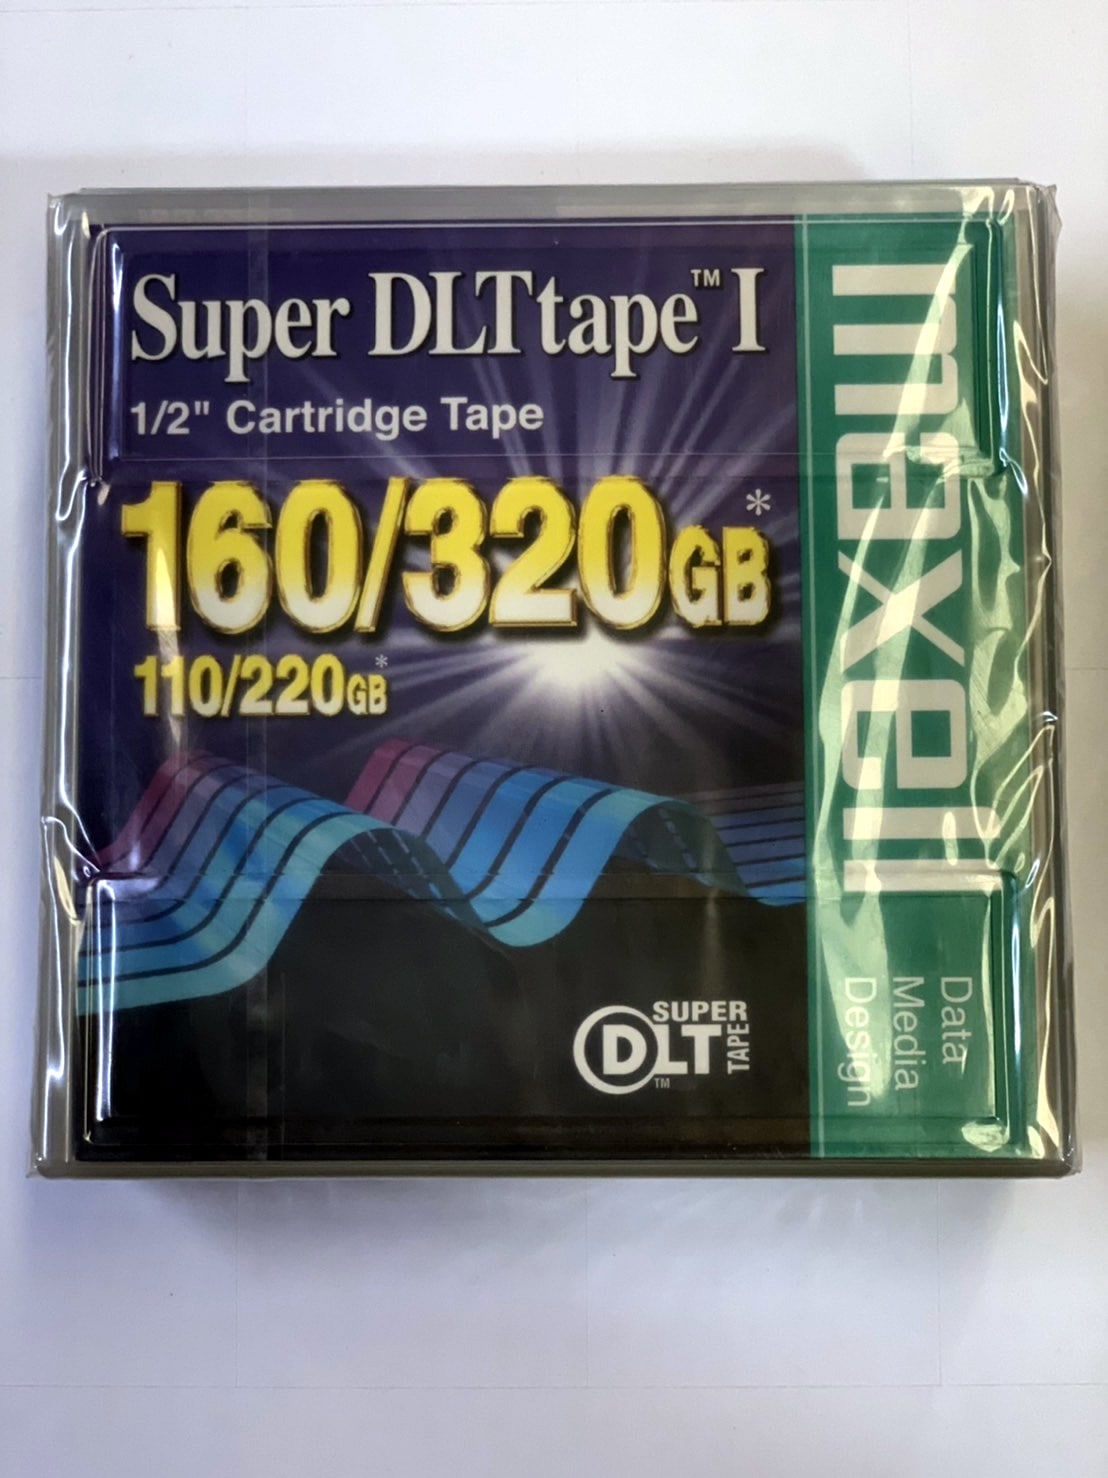 Super DLTtape™ I
1/2" Cartridge Tape
160/320GB*
110/220GB*
SUPER
DLT
TAPE
TM
maxell
Data
Media
Design